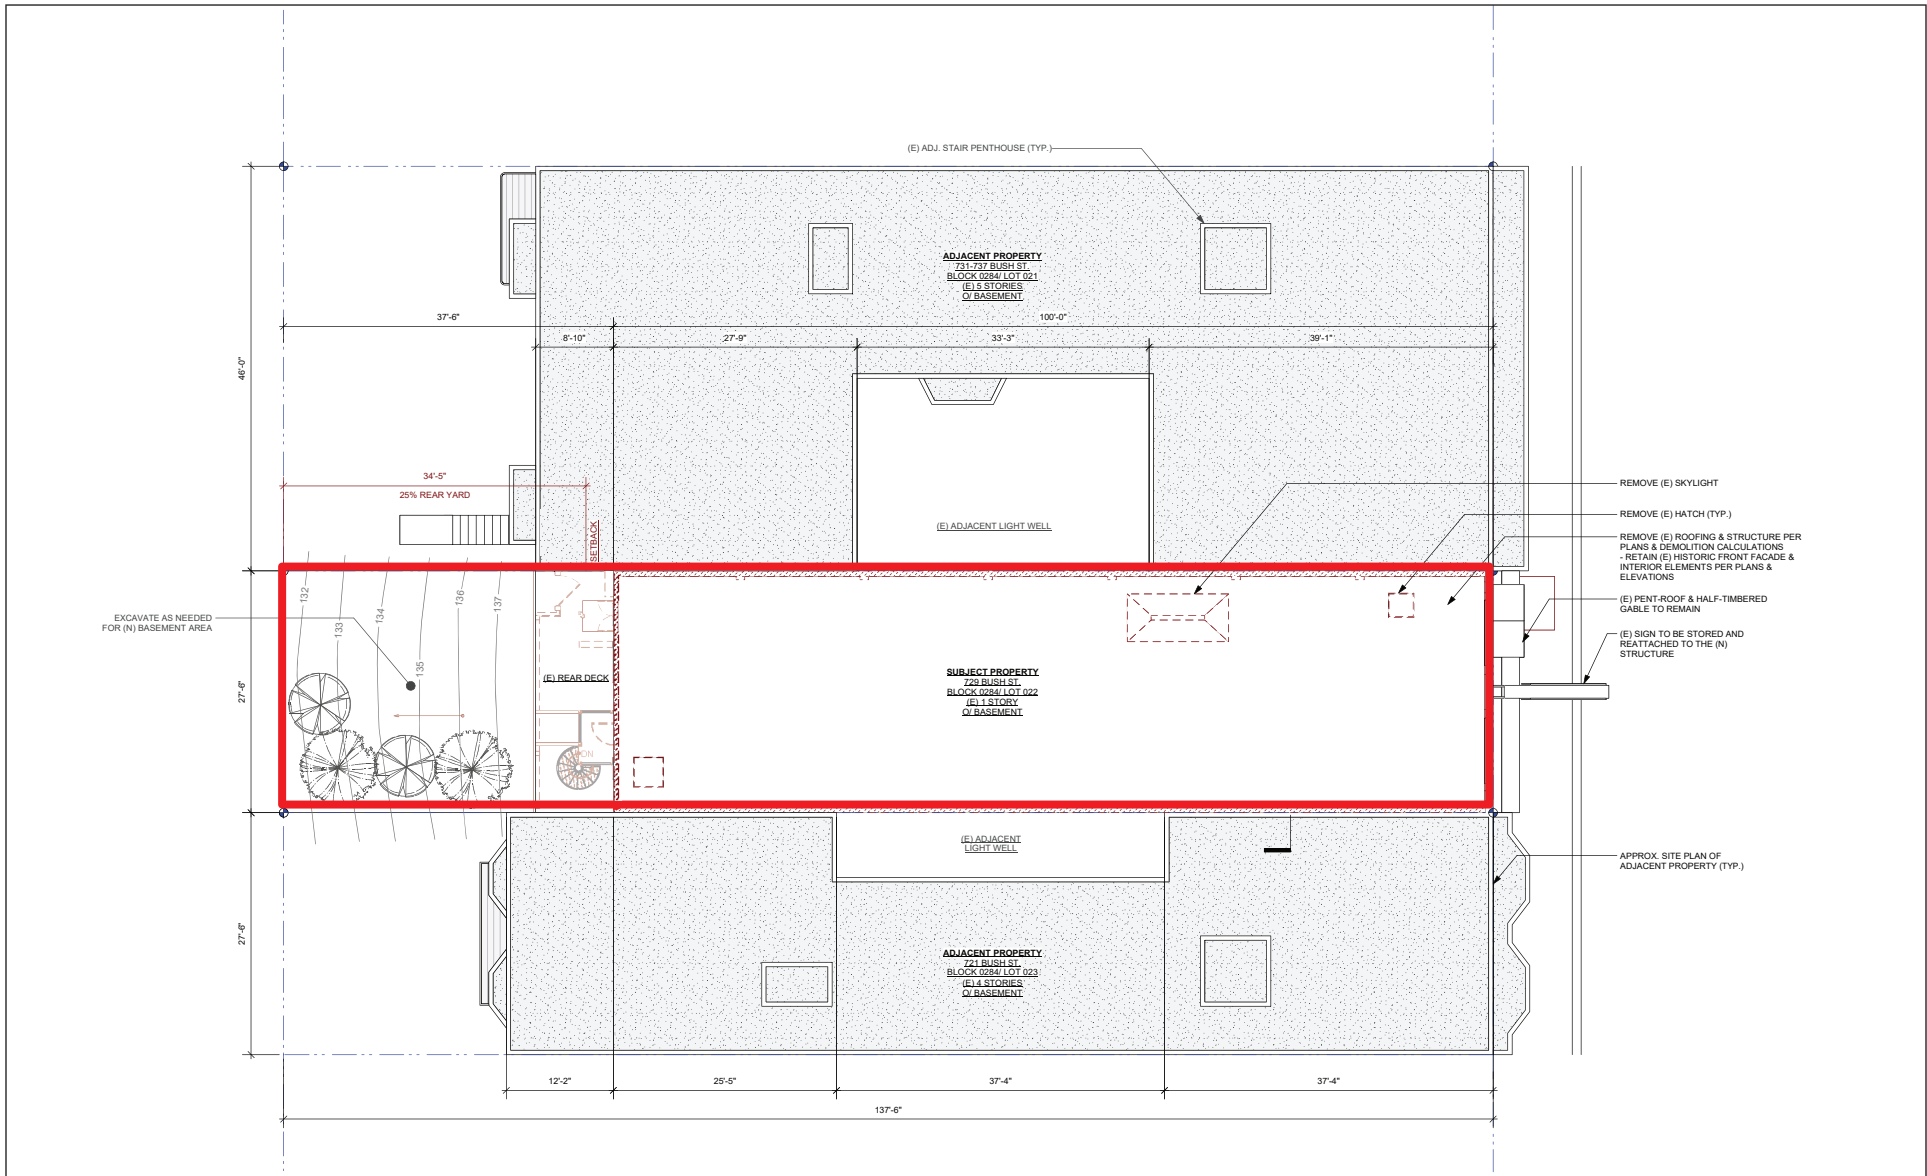 (E) ADJ. STAIR PENTHOUSE (TYP.)
ADJACENT PROPERTY
731-737 BUSH ST.
BLOCK 0284/ LOT 021
(E) 5 STORIES
O/ BASEMENT
37'-6"
100'-0"
8'-10"
27'-9"
33'-3"
39'-1"
46'-0"
34'-5"
25% REAR YARD
SETBACK
(E) ADJACENT LIGHT WELL
REMOVE (E) SKYLIGHT
REMOVE (E) HATCH (TYP.)
REMOVE (E) ROOFING & STRUCTURE PER
PLANS & DEMOLITION CALCULATIONS
- RETAIN (E) HISTORIC FRONT FACADE &
INTERIOR ELEMENTS PER PLANS &
ELEVATIONS
(E) PENT-ROOF & HALF-TIMBERED
GABLE TO REMAIN
(E) SIGN TO BE STORED AND
REATTACHED TO THE (N)
STRUCTURE
EXCAVATE AS NEEDED
FOR (N) BASEMENT AREA
132
133
134
135
136
137
27'-6"
(E) REAR DECK
SUBJECT PROPERTY
729 BUSH ST.
BLOCK 0284/ LOT 022
(E) 1 STORY
O/ BASEMENT
(E) ADJACENT
LIGHT WELL
APPROX. SITE PLAN OF
ADJACENT PROPERTY (TYP.)
27'-6"
ADJACENT PROPERTY
721 BUSH ST.
BLOCK 0284/ LOT 023
(E) 4 STORIES
O/ BASEMENT
12'-2"
25'-5"
37'-4"
37'-4"
137'-6"